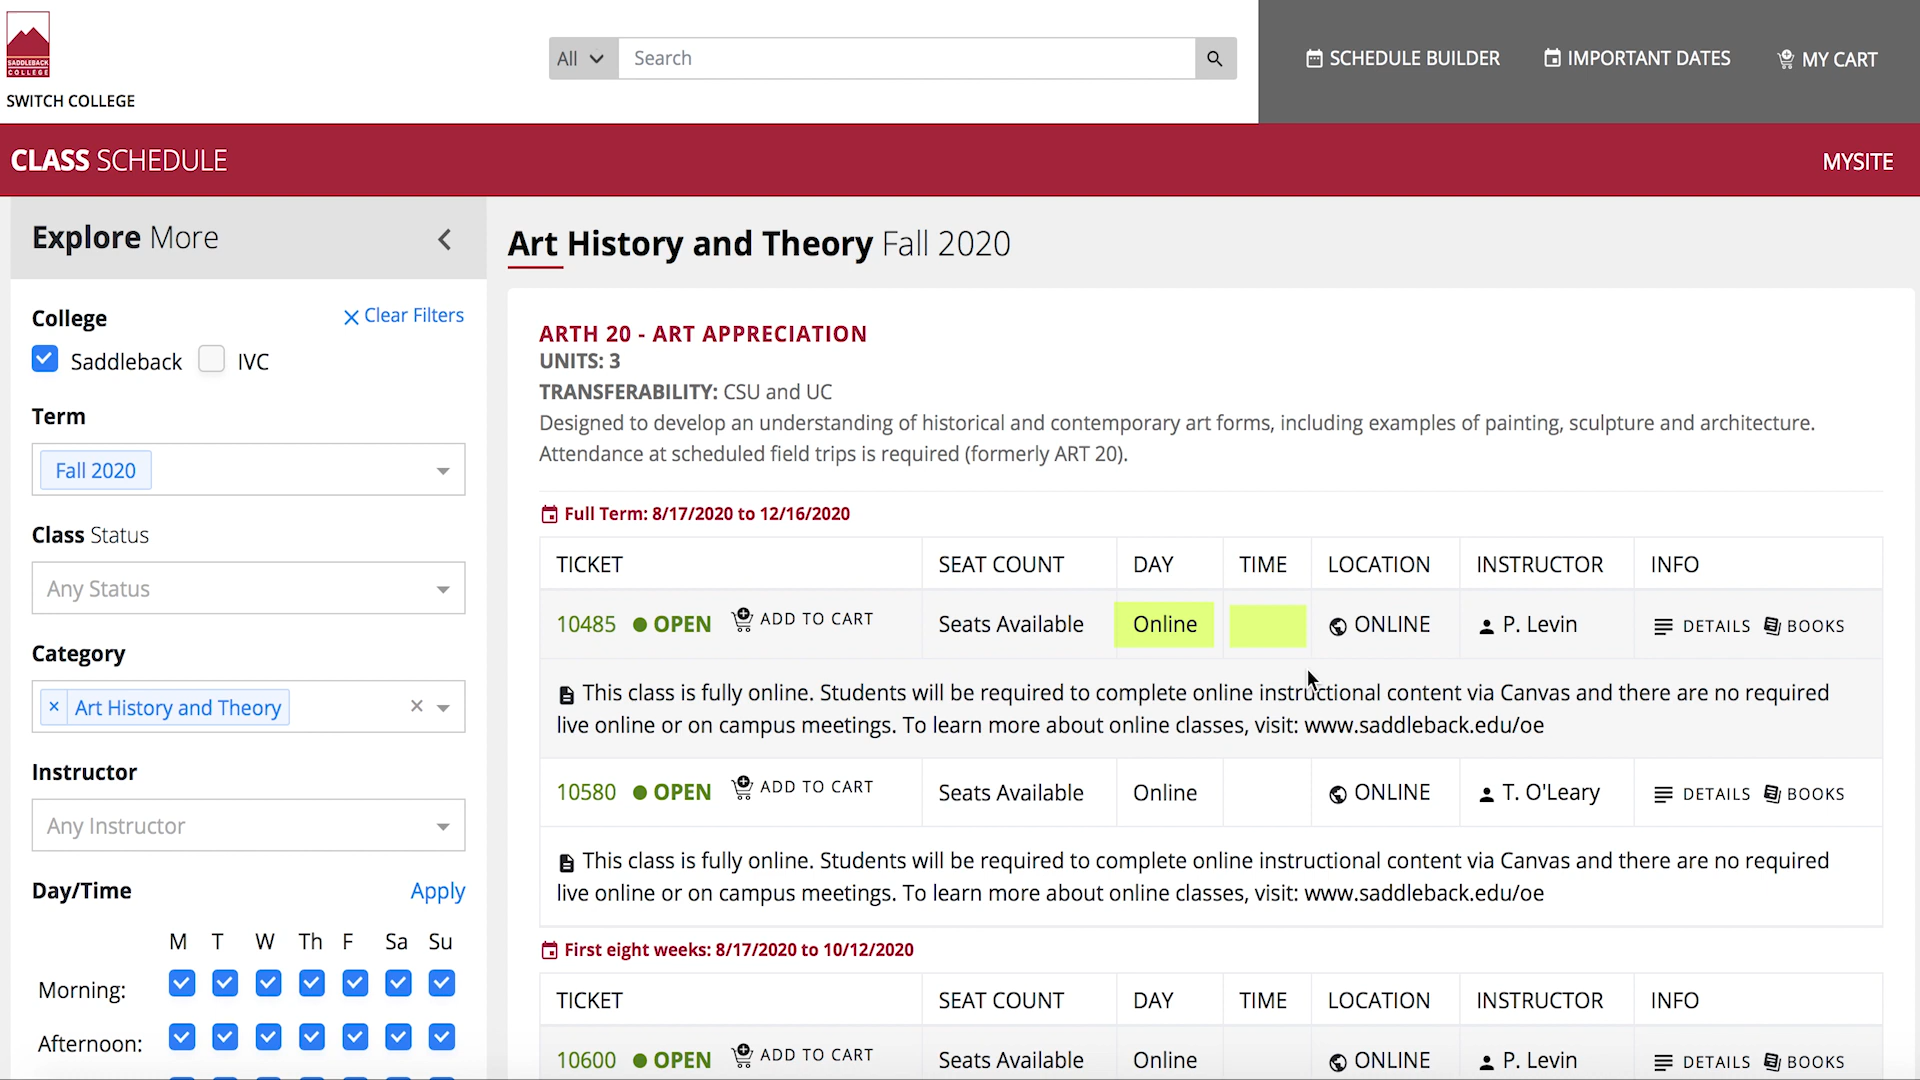 SADDLEBACK
COLLEGE
SWITCH COLLEGE
All
Search
SCHEDULE BUILDER
IMPORTANT DATES
MY CART
CLASS SCHEDULE
MYSITE
Explore More
College
Clear Filters
Saddleback
IVC
Term
Fall 2020
Class Status
Any Status
Category
× Art History and Theory ×
Instructor
Any Instructor
Day/Time
Apply
M T W Th F Sa Su
Morning:
Afternoon:
Art History and Theory Fall 2020
ARTH 20 - ART APPRECIATION
UNITS: 3
TRANSFERABILITY: CSU and UC
Designed to develop an understanding of historical and contemporary art forms, including examples of painting, sculpture and architecture.
Attendance at scheduled field trips is required (formerly ART 20).
Full Term: 8/17/2020 to 12/16/2020
TICKET SEAT COUNT DAY TIME LOCATION INSTRUCTOR INFO
10485 OPEN ADD TO CART Seats Available Online ONLINE P. Levin DETAILS BOOKS
This class is fully online. Students will be required to complete online instructional content via Canvas and there are no required
live online or on campus meetings. To learn more about online classes, visit: www.saddleback.edu/oe
10580 OPEN ADD TO CART Seats Available Online ONLINE T. O'Leary DETAILS BOOKS
This class is fully online. Students will be required to complete online instructional content via Canvas and there are no required
live online or on campus meetings. To learn more about online classes, visit: www.saddleback.edu/oe
First eight weeks: 8/17/2020 to 10/12/2020
TICKET SEAT COUNT DAY TIME LOCATION INSTRUCTOR INFO
10600 OPEN ADD TO CART Seats Available Online ONLINE P. Levin DETAILS BOOKS